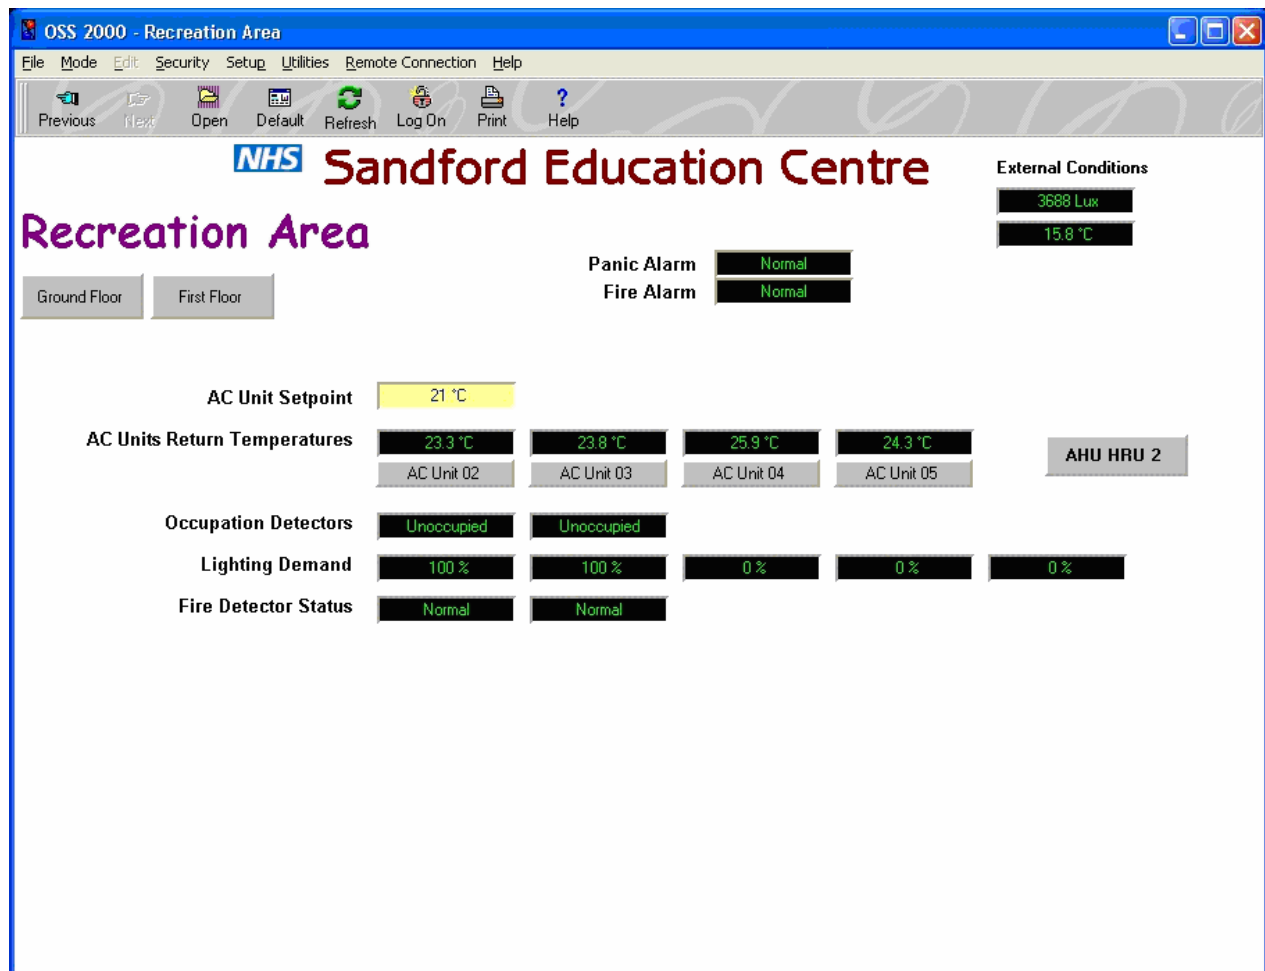 OSS 2000 - Recreation Area
File Mode Edit Security Setup Utilities Remote Connection Help
Previous Next Open Default Refresh Log On Print Help
NHS Sandford Education Centre
External Conditions
3688 Lux
15.8 °C
Recreation Area
Panic Alarm Normal
Fire Alarm Normal
Ground Floor First Floor
AC Unit Setpoint 21 °C
AC Units Return Temperatures 23.3 °C 23.8 °C 25.9 °C 24.3 °C
AC Unit 02 AC Unit 03 AC Unit 04 AC Unit 05
AHU HRU 2
Occupation Detectors Unoccupied Unoccupied
Lighting Demand 100 % 100 % 0 % 0 % 0 %
Fire Detector Status Normal Normal